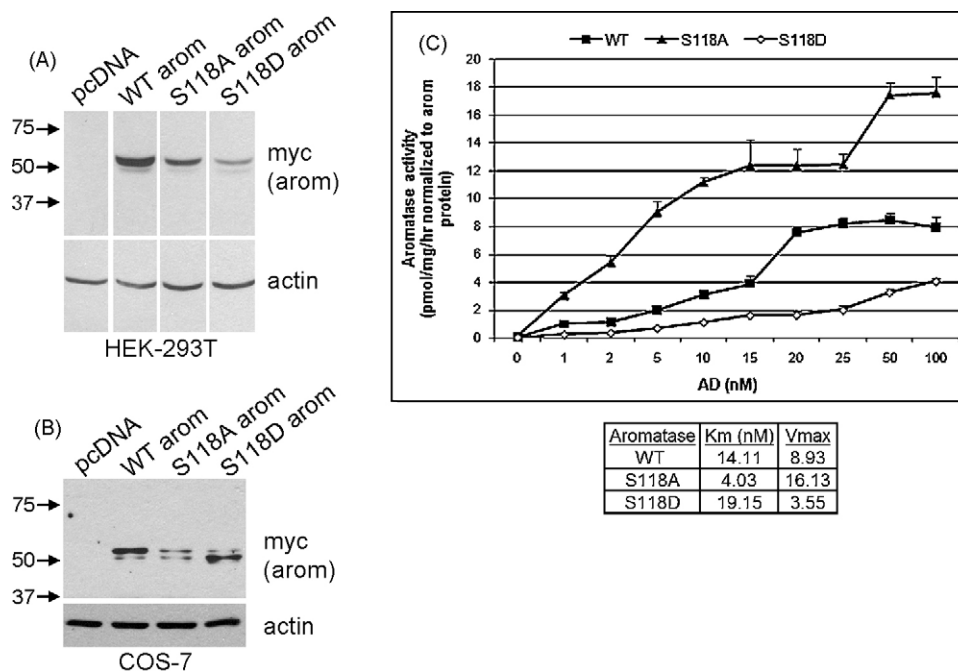 (A)
pcDNA
WT arom
S118A arom
S118D arom
75
50
37
myc
(arom)
actin
HEK-293T
(B)
pcDNA
WT arom
S118A arom
S118D arom
75
50
37
myc
(arom)
actin
COS-7
(C)
WT S118A S118D
Aromatase activity
(pmol/mg/hr normalized to arom
protein)
20
18
16
14
12
10
8
6
4
2
0
0 1 2 5 10 15 20 25 50 100
AD (nM)
Aromatase Km (nM) Vmax
WT 14.11 8.93
S118A 4.03 16.13
S118D 19.15 3.55